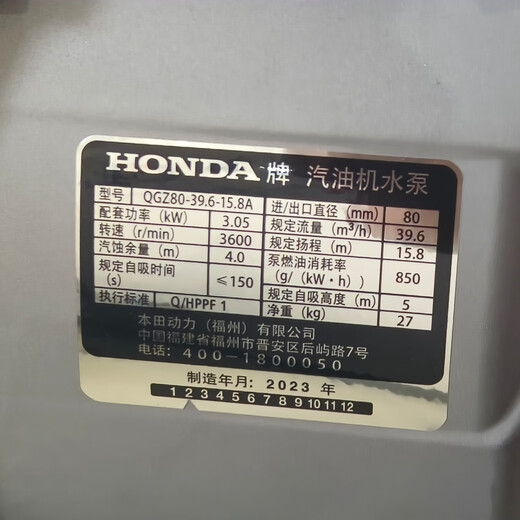 HONDA牌 汽油机水泵
型号 QGZ80-39.6-15.8A
配套功率(kW) 3.05
转速(r/min) 3600
汽蚀余量(m) 4.0
规定自吸时间(s) ≤150
执行标准 Q/HPPF 1
进/出口直径(mm) 80
规定流量(m³/h) 39.6
规定扬程(m) 15.8
泵燃油消耗率
(g/(kW·h)) 850
规定自吸高度(m) 5
净重(kg) 27
本田动力(福州)有限公司
中国福建省福州市晋安区后屿路7号
电话:400-1800050
制造年月:2023 年
1 2 3 4 5 6 7 8 9 10 11 12